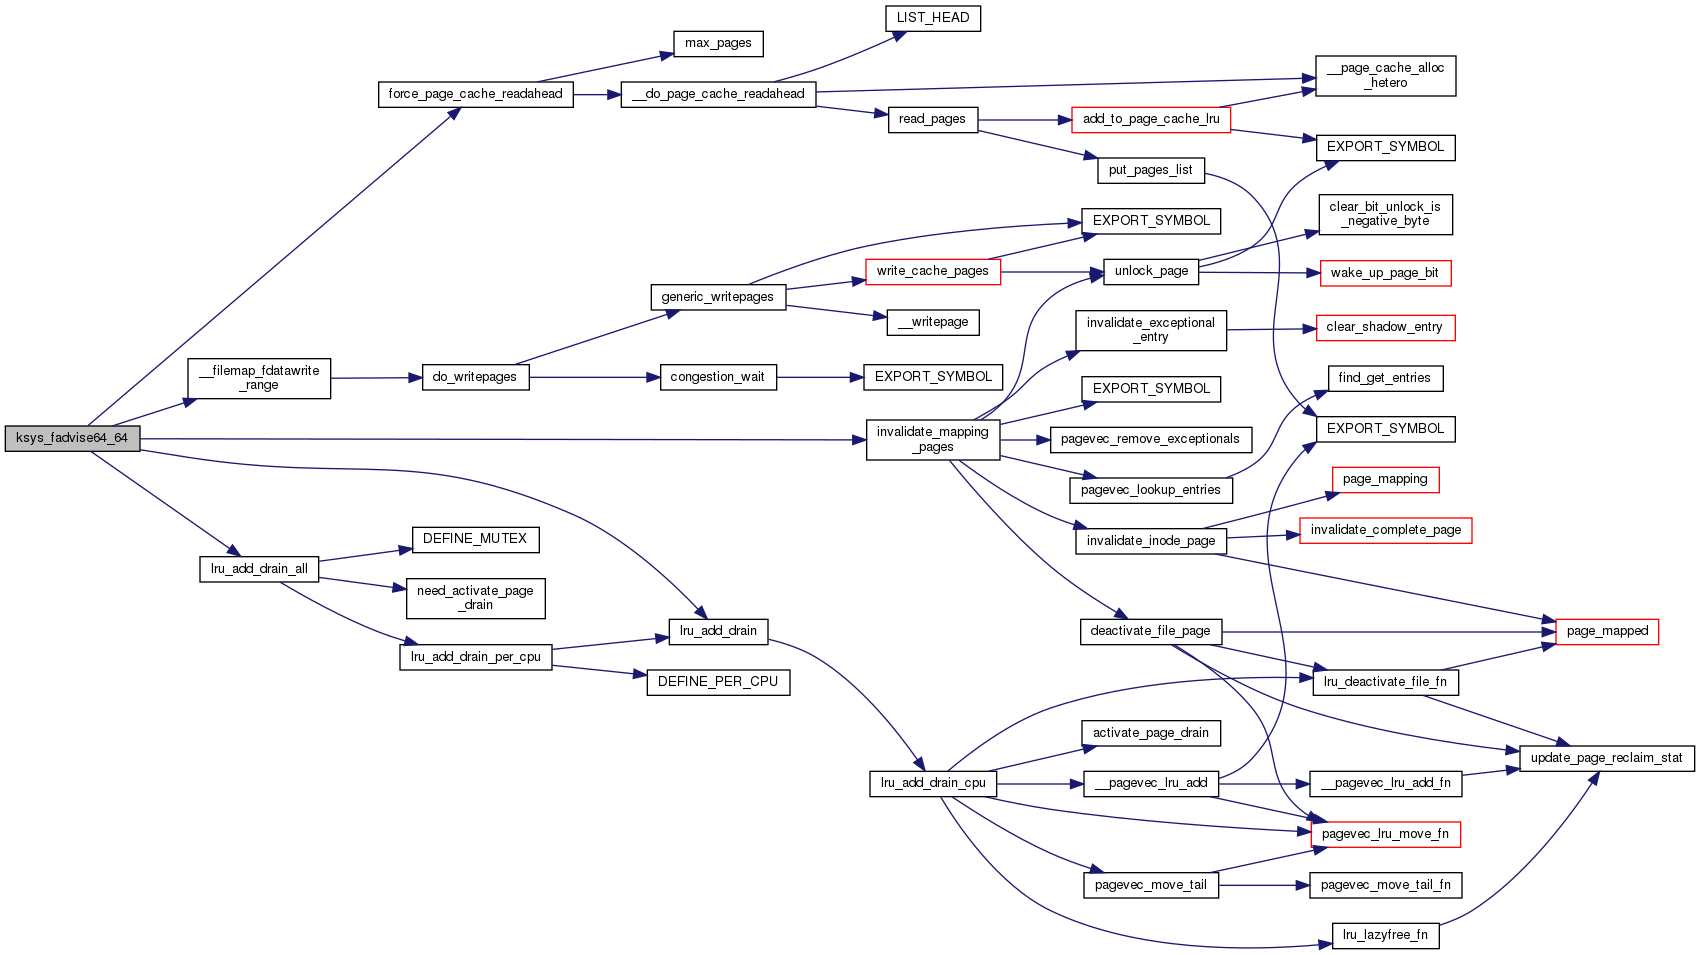 LIST_HEAD
max_pages
force_page_cache_readahead
__do_page_cache_readahead
__page_cache_alloc
_hetero
read_pages
add_to_page_cache_lru
EXPORT_SYMBOL
put_pages_list
clear_bit_unlock_is
_negative_byte
EXPORT_SYMBOL
write_cache_pages
unlock_page
wake_up_page_bit
generic_writepages
__writepage
invalidate_exceptional
_entry
clear_shadow_entry
__filemap_fdatawrite
_range
do_writepages
congestion_wait
EXPORT_SYMBOL
EXPORT_SYMBOL
find_get_entries
ksys_fadvise64_64
invalidate_mapping
_pages
pagevec_remove_exceptionals
EXPORT_SYMBOL
pagevec_lookup_entries
page_mapping
DEFINE_MUTEX
invalidate_inode_page
invalidate_complete_page
lru_add_drain_all
need_activate_page
_drain
lru_add_drain
deactivate_file_page
page_mapped
lru_add_drain_per_cpu
DEFINE_PER_CPU
lru_deactivate_file_fn
activate_page_drain
update_page_reclaim_stat
lru_add_drain_cpu
__pagevec_lru_add
__pagevec_lru_add_fn
pagevec_lru_move_fn
pagevec_move_tail
pagevec_move_tail_fn
lru_lazyfree_fn